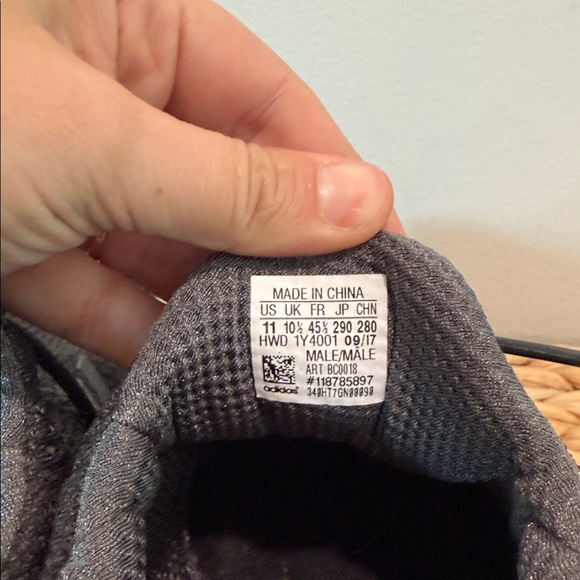 MADE IN CHINA
US UK FR JP CHN
11 10½ 45⅓ 290 280
HWD 1Y4001 09/17
MALE/MÂLE
ART BC0018
#118785897
adidas 340HT7GN00090